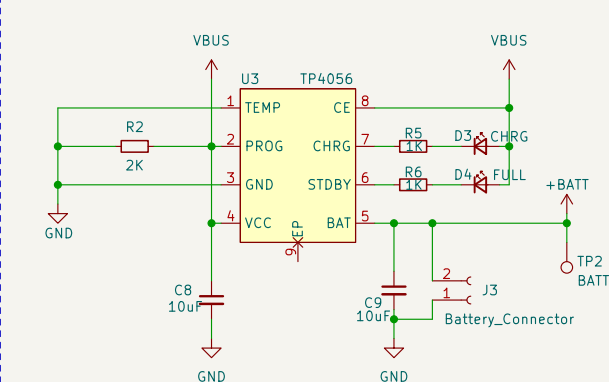 VBUS
VBUS
U3 TP4056
1 TEMP CE 8
R2
2K
2 PROG CHRG 7
R5
1K
D3 CHRG
3 GND STDBY 6
R6
1K
D4 FULL
+BATT
4 VCC BAT 5
EP
9
GND
TP2
BATT
C8
10uF
C9
10uF
2
1
J3
Battery_Connector
GND
GND